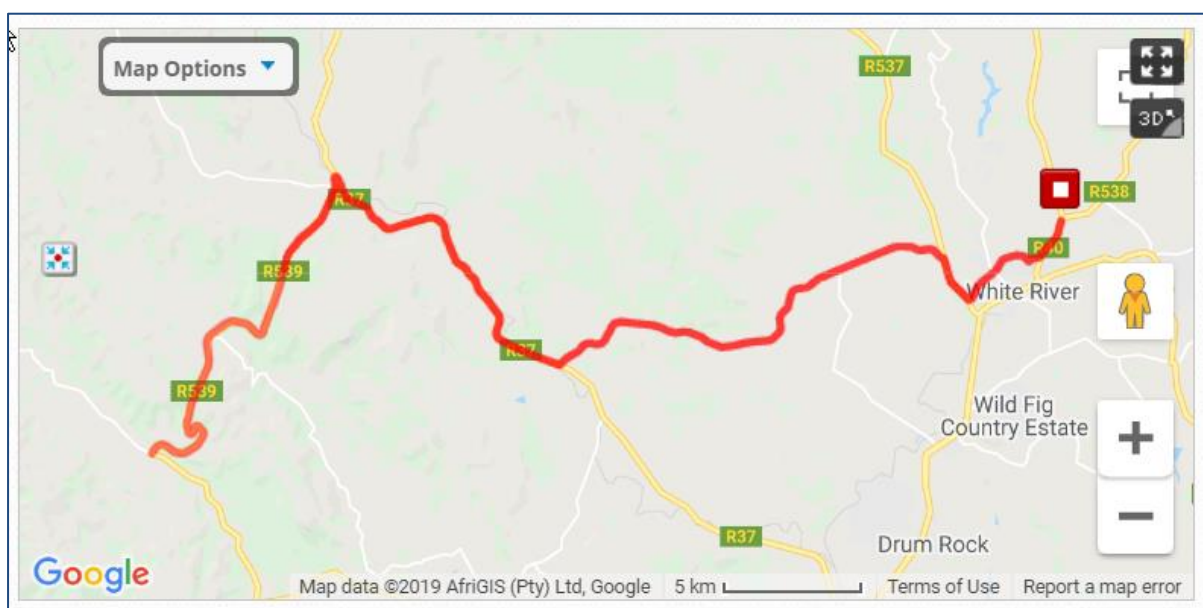 Map Options
R537
3D
R37
R538
R539
R40
White River
R37
R539
Wild Fig
Country Estate
R37
Drum Rock
Google
Map data ©2019 AfriGIS (Pty) Ltd, Google 5 km Terms of Use Report a map error